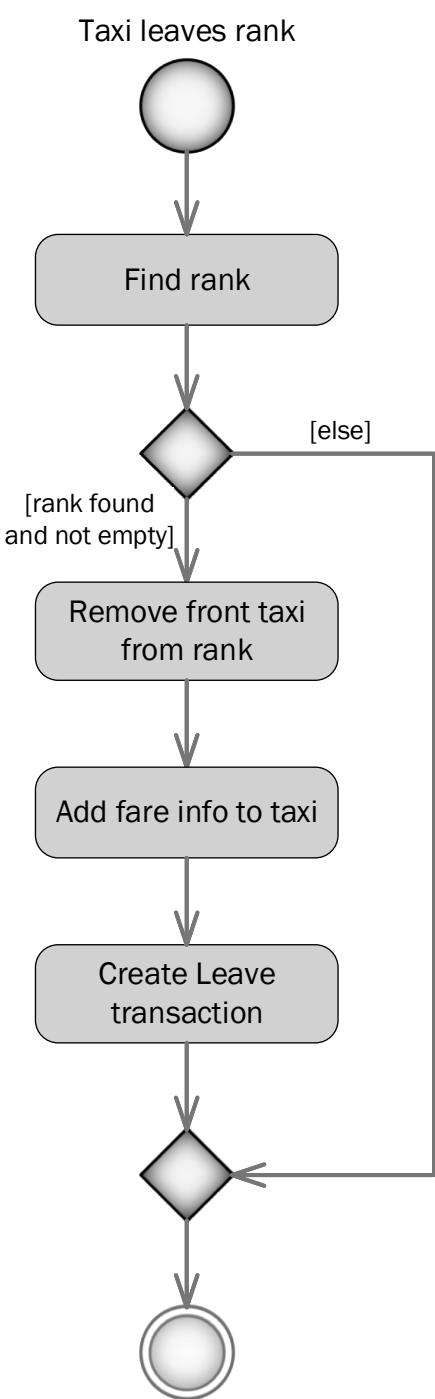 Taxi leaves rank
Find rank
[else]
[rank found
and not empty]
Remove front taxi
from rank
Add fare info to taxi
Create Leave
transaction